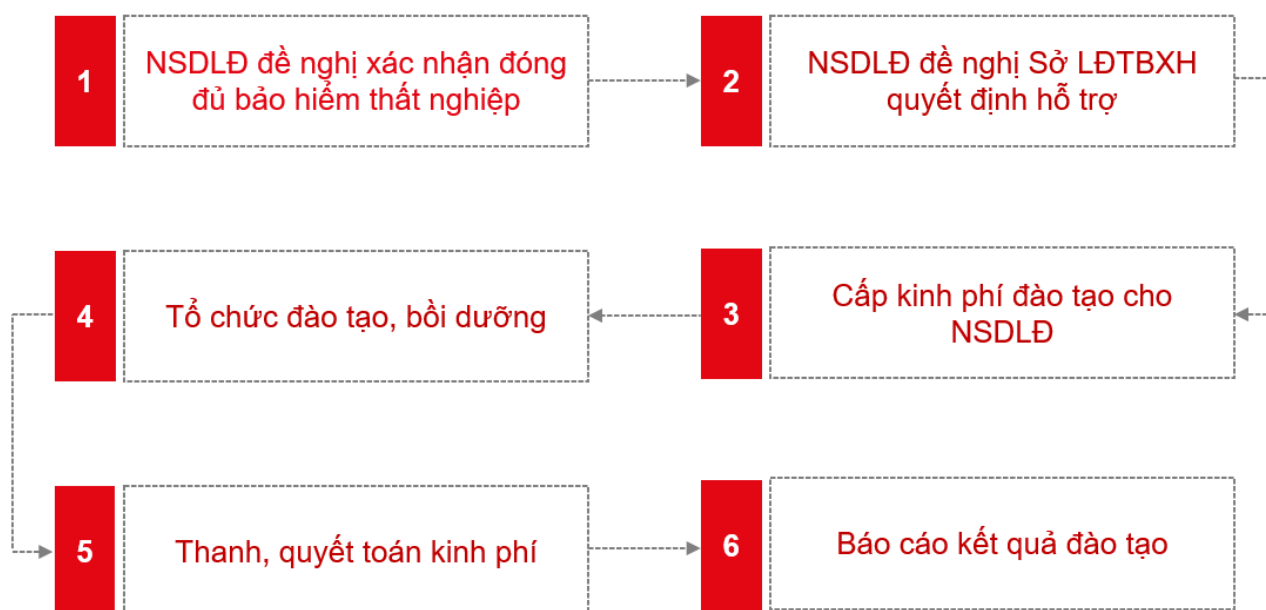 1
NSDLĐ đề nghị xác nhận đóng
đủ bảo hiểm thất nghiệp
2
NSDLĐ đề nghị Sở LĐTBXH
quyết định hỗ trợ
3
Cấp kinh phí đào tạo cho
NSDLĐ
4
Tổ chức đào tạo, bồi dưỡng
5
Thanh, quyết toán kinh phí
6
Báo cáo kết quả đào tạo